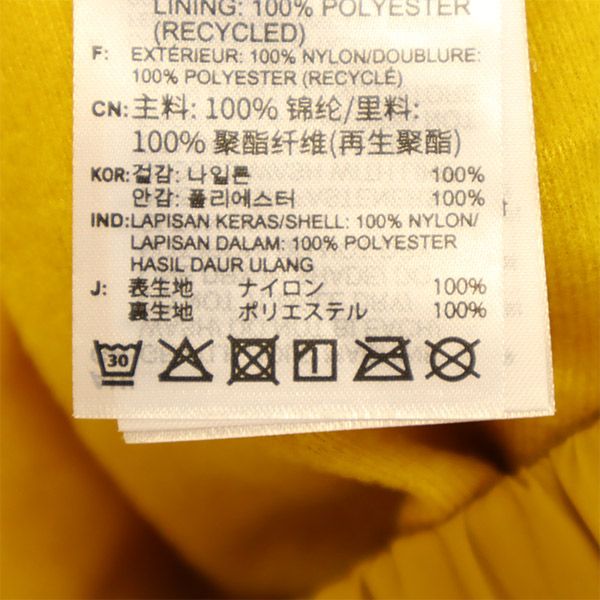 LINING: 100% POLYESTER
(RECYCLED)
F: EXTÉRIEUR: 100% NYLON/DOUBLURE:
100% POLYESTER (RECYCLÉ)
CN: 主料: 100% 锦纶/里料:
100% 聚酯纤维(再生聚酯)
KOR: 겉감: 나일론 100%
안감: 폴리에스터 100%
IND: LAPISAN KERAS/SHELL: 100% NYLON/
LAPISAN DALAM: 100% POLYESTER
HASIL DAUR ULANG
J: 表生地 ナイロン 100%
裏生地 ポリエステル 100%
30